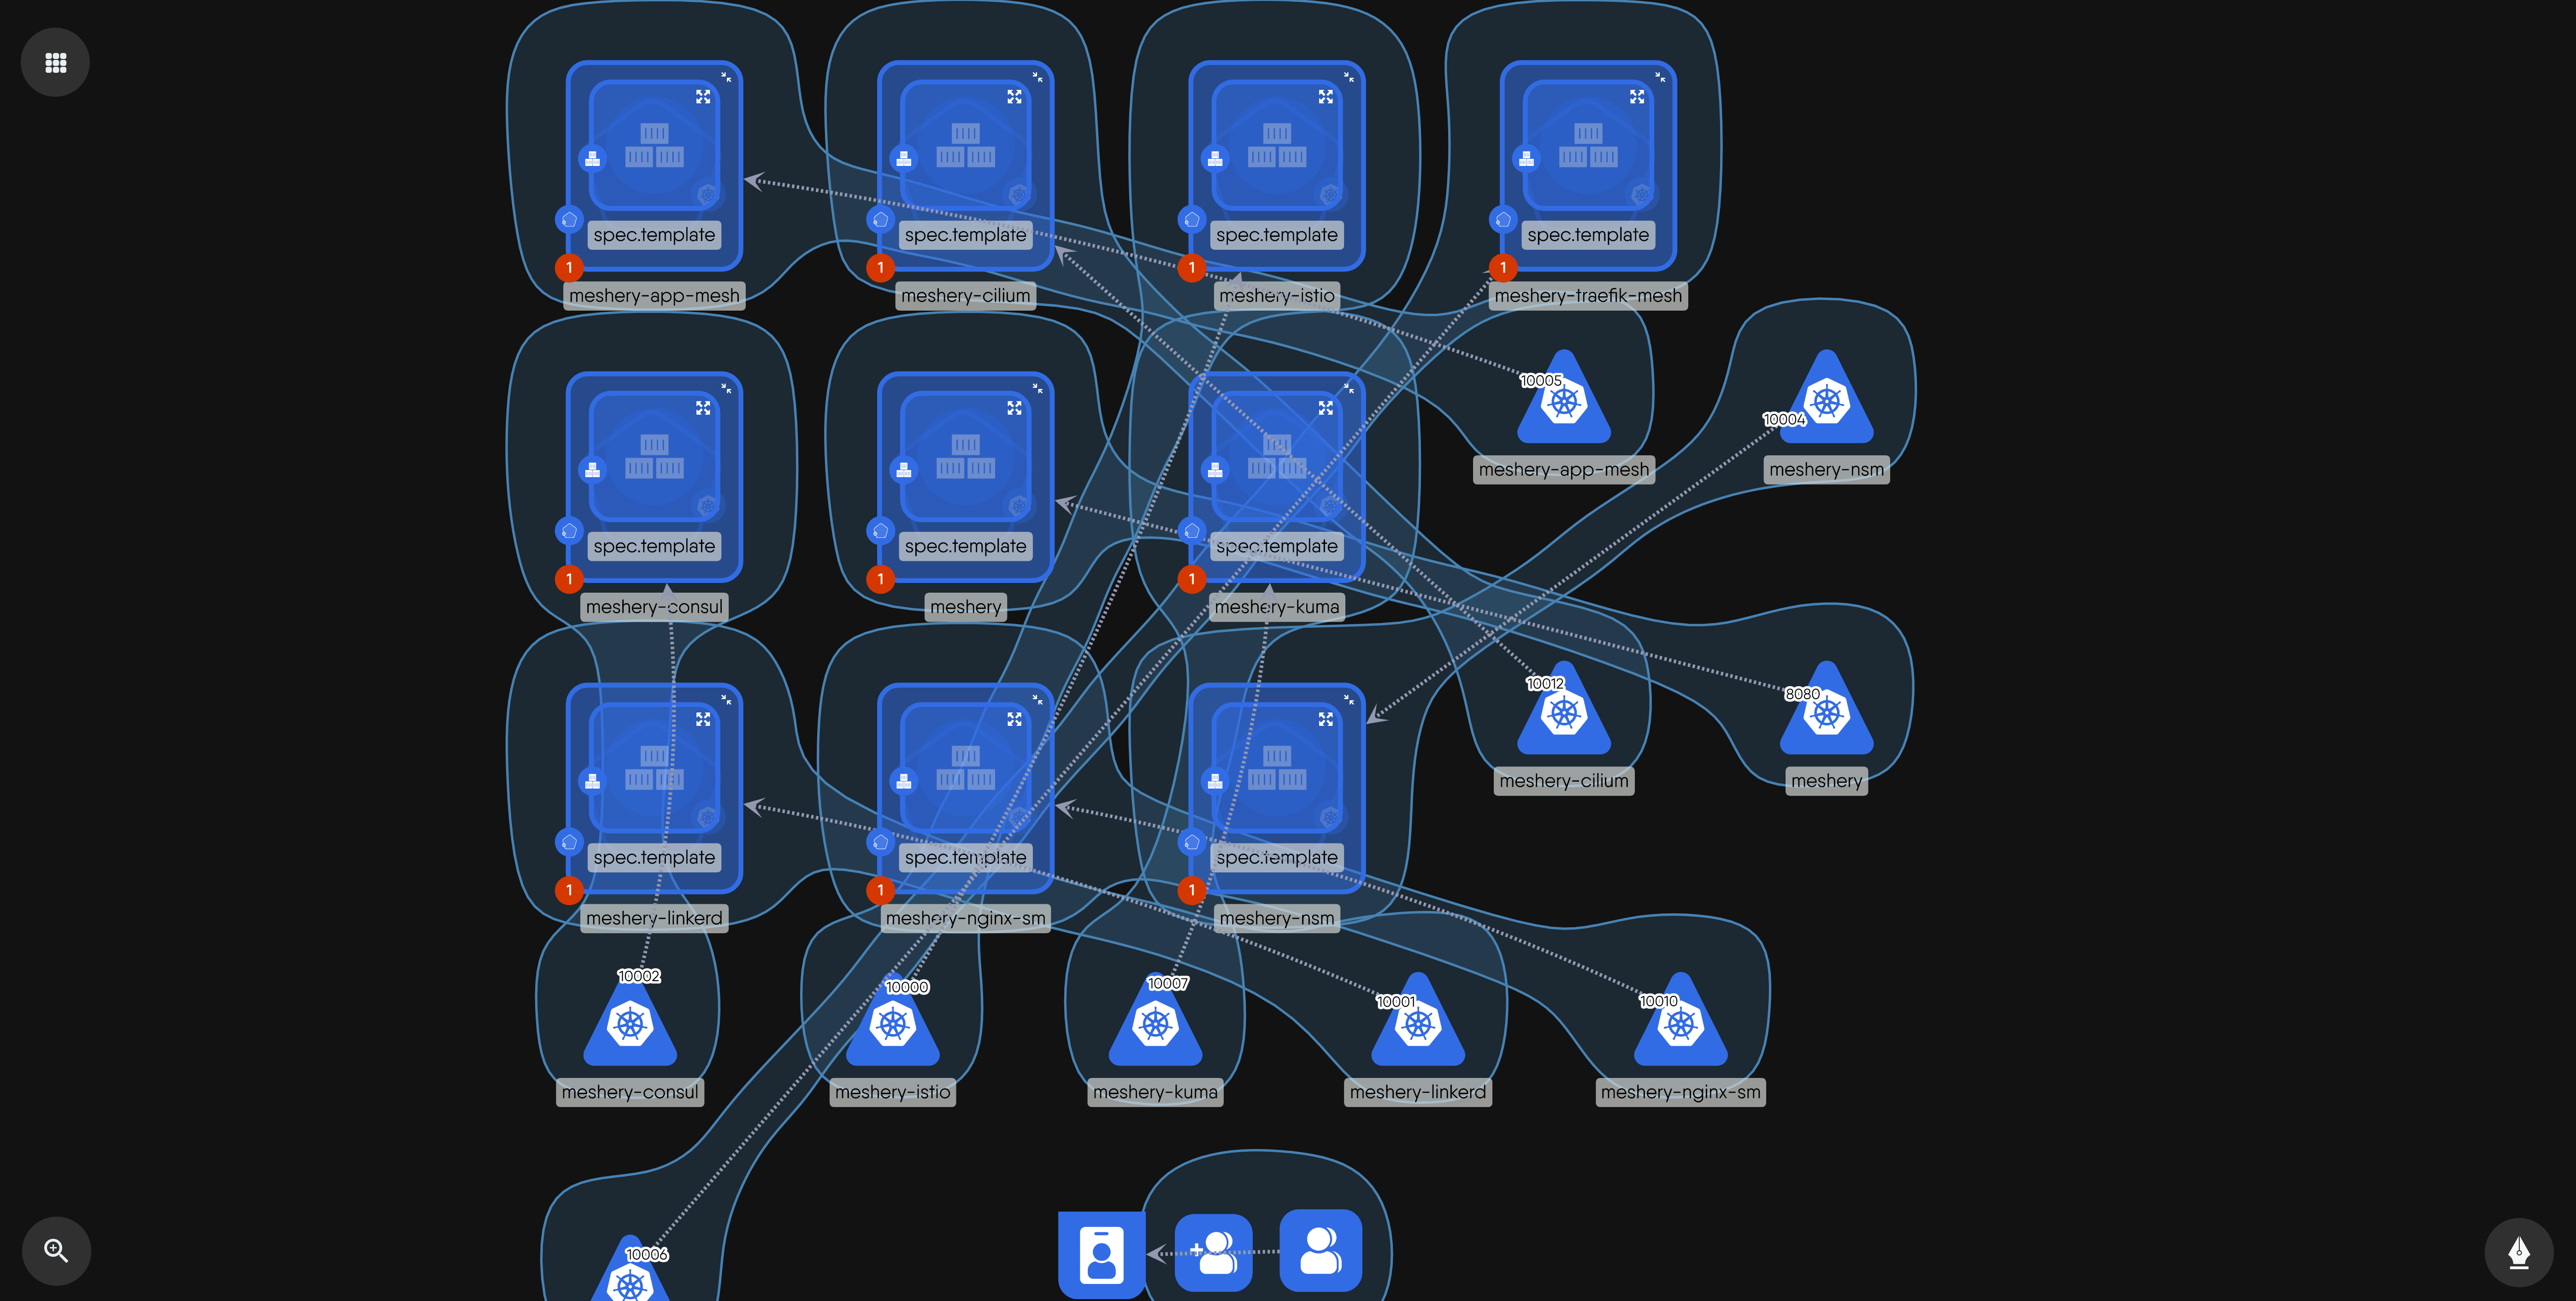 spec.template
spec.template
spec.template
spec.template
1
1
1
1
meshery-app-mesh
meshery-cilium
meshery-istio
meshery-traefik-mesh
10005
10004
meshery-app-mesh
meshery-nsm
spec.template
spec.template
spec.template
1
1
1
meshery-consul
meshery
meshery-kuma
10012
8080
meshery-cilium
meshery
spec.template
spec.template
spec.template
1
1
1
meshery-linkerd
meshery-nginx-sm
meshery-nsm
10002
10000
10007
10001
10010
meshery-consul
meshery-istio
meshery-kuma
meshery-linkerd
meshery-nginx-sm
10006